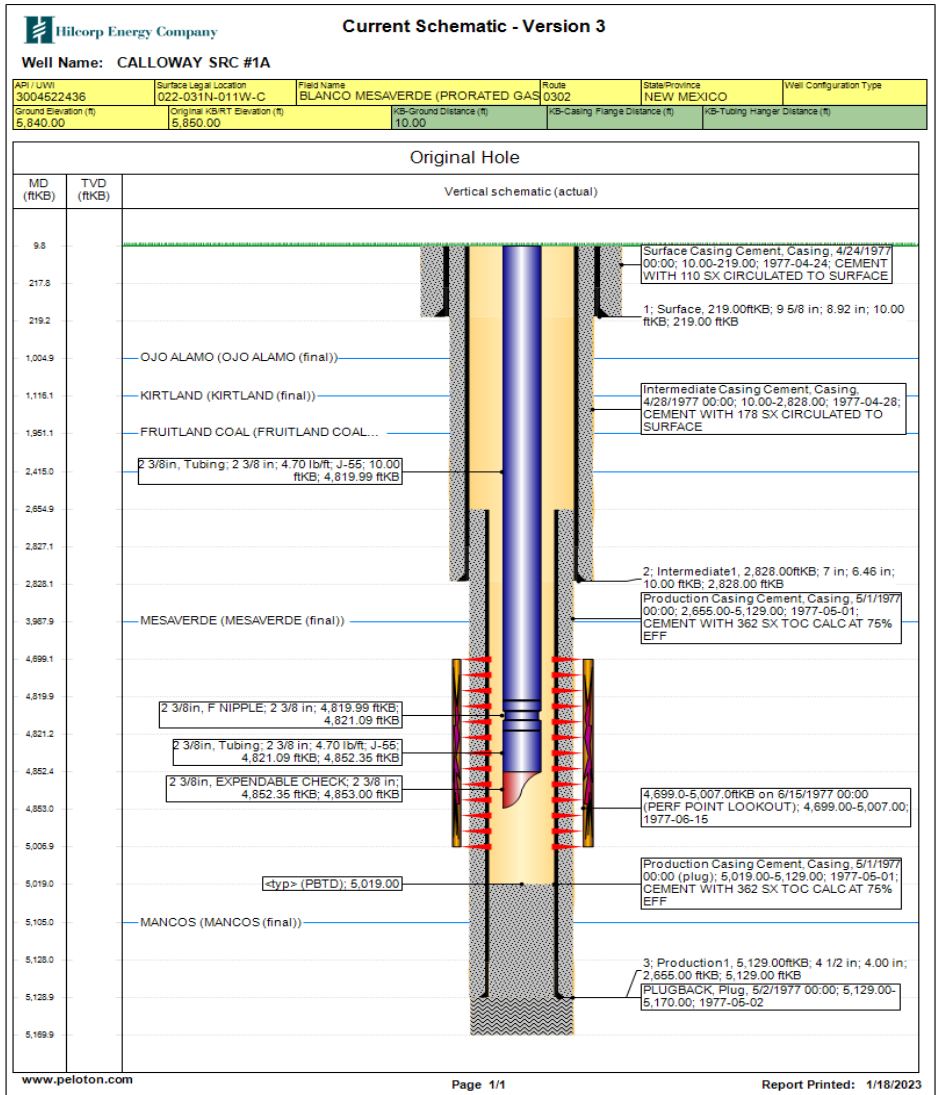 Hilcorp Energy Company
Current Schematic - Version 3
Well Name: CALLOWAY SRC #1A
API / UWI
3004522436
Surface Legal Location
022-031N-011W-C
Field Name
BLANCO MESAVERDE (PRORATED GAS
Route
0302
State/Province
NEW MEXICO
Well Configuration Type
Ground Elevation (ft)
5,840.00
Original KB/RT Elevation (ft)
5,850.00
KB-Ground Distance (ft)
10.00
KB-Casing Flange Distance (ft)
KB-Tubing Hanger Distance (ft)
Original Hole
MD
(ftKB)
TVD
(ftKB)
Vertical schematic (actual)
9.8
Surface Casing Cement, Casing, 4/24/1977
00:00; 10.00-219.00; 1977-04-24; CEMENT
WITH 110 SX CIRCULATED TO SURFACE
217.8
219.2
1; Surface, 219.00ftKB; 9 5/8 in; 8.92 in; 10.00
ftKB; 219.00 ftKB
1,004.9
OJO ALAMO (OJO ALAMO (final))
1,116.1
KIRTLAND (KIRTLAND (final))
Intermediate Casing Cement, Casing,
4/28/1977 00:00; 10.00-2,828.00; 1977-04-28;
CEMENT WITH 178 SX CIRCULATED TO
SURFACE
1,951.1
FRUITLAND COAL (FRUITLAND COAL...
2,415.0
2 3/8in, Tubing; 2 3/8 in; 4.70 lb/ft; J-55; 10.00
ftKB; 4,819.99 ftKB
2,654.9
2,827.1
2,828.1
2; Intermediate1, 2,828.00ftKB; 7 in; 6.46 in;
10.00 ftKB; 2,828.00 ftKB
Production Casing Cement, Casing, 5/1/1977
00:00; 2,655.00-5,129.00; 1977-05-01;
CEMENT WITH 362 SX TOC CALC AT 75%
EFF
3,967.9
MESAVERDE (MESAVERDE (final))
4,699.1
4,819.9
2 3/8in, F NIPPLE; 2 3/8 in; 4,819.99 ftKB;
4,821.09 ftKB
4,821.2
2 3/8in, Tubing; 2 3/8 in; 4.70 lb/ft; J-55;
4,821.09 ftKB; 4,852.35 ftKB
4,852.4
2 3/8in, EXPENDABLE CHECK; 2 3/8 in;
4,852.35 ftKB; 4,853.00 ftKB
4,853.0
4,699.0-5,007.0ftKB on 6/15/1977 00:00
(PERF POINT LOOKOUT); 4,699.00-5,007.00;
1977-06-15
5,006.9
5,019.0
<typ> (PBTD); 5,019.00
Production Casing Cement, Casing, 5/1/1977
00:00 (plug); 5,019.00-5,129.00; 1977-05-01;
CEMENT WITH 362 SX TOC CALC AT 75%
EFF
5,105.0
MANCOS (MANCOS (final))
5,128.0
3; Production1, 5,129.00ftKB; 4 1/2 in; 4.00 in;
2,655.00 ftKB; 5,129.00 ftKB
5,128.9
PLUGBACK, Plug, 5/2/1977 00:00; 5,129.00-
5,170.00; 1977-05-02
5,169.9
www.peloton.com
Page 1/1
Report Printed: 1/18/2023